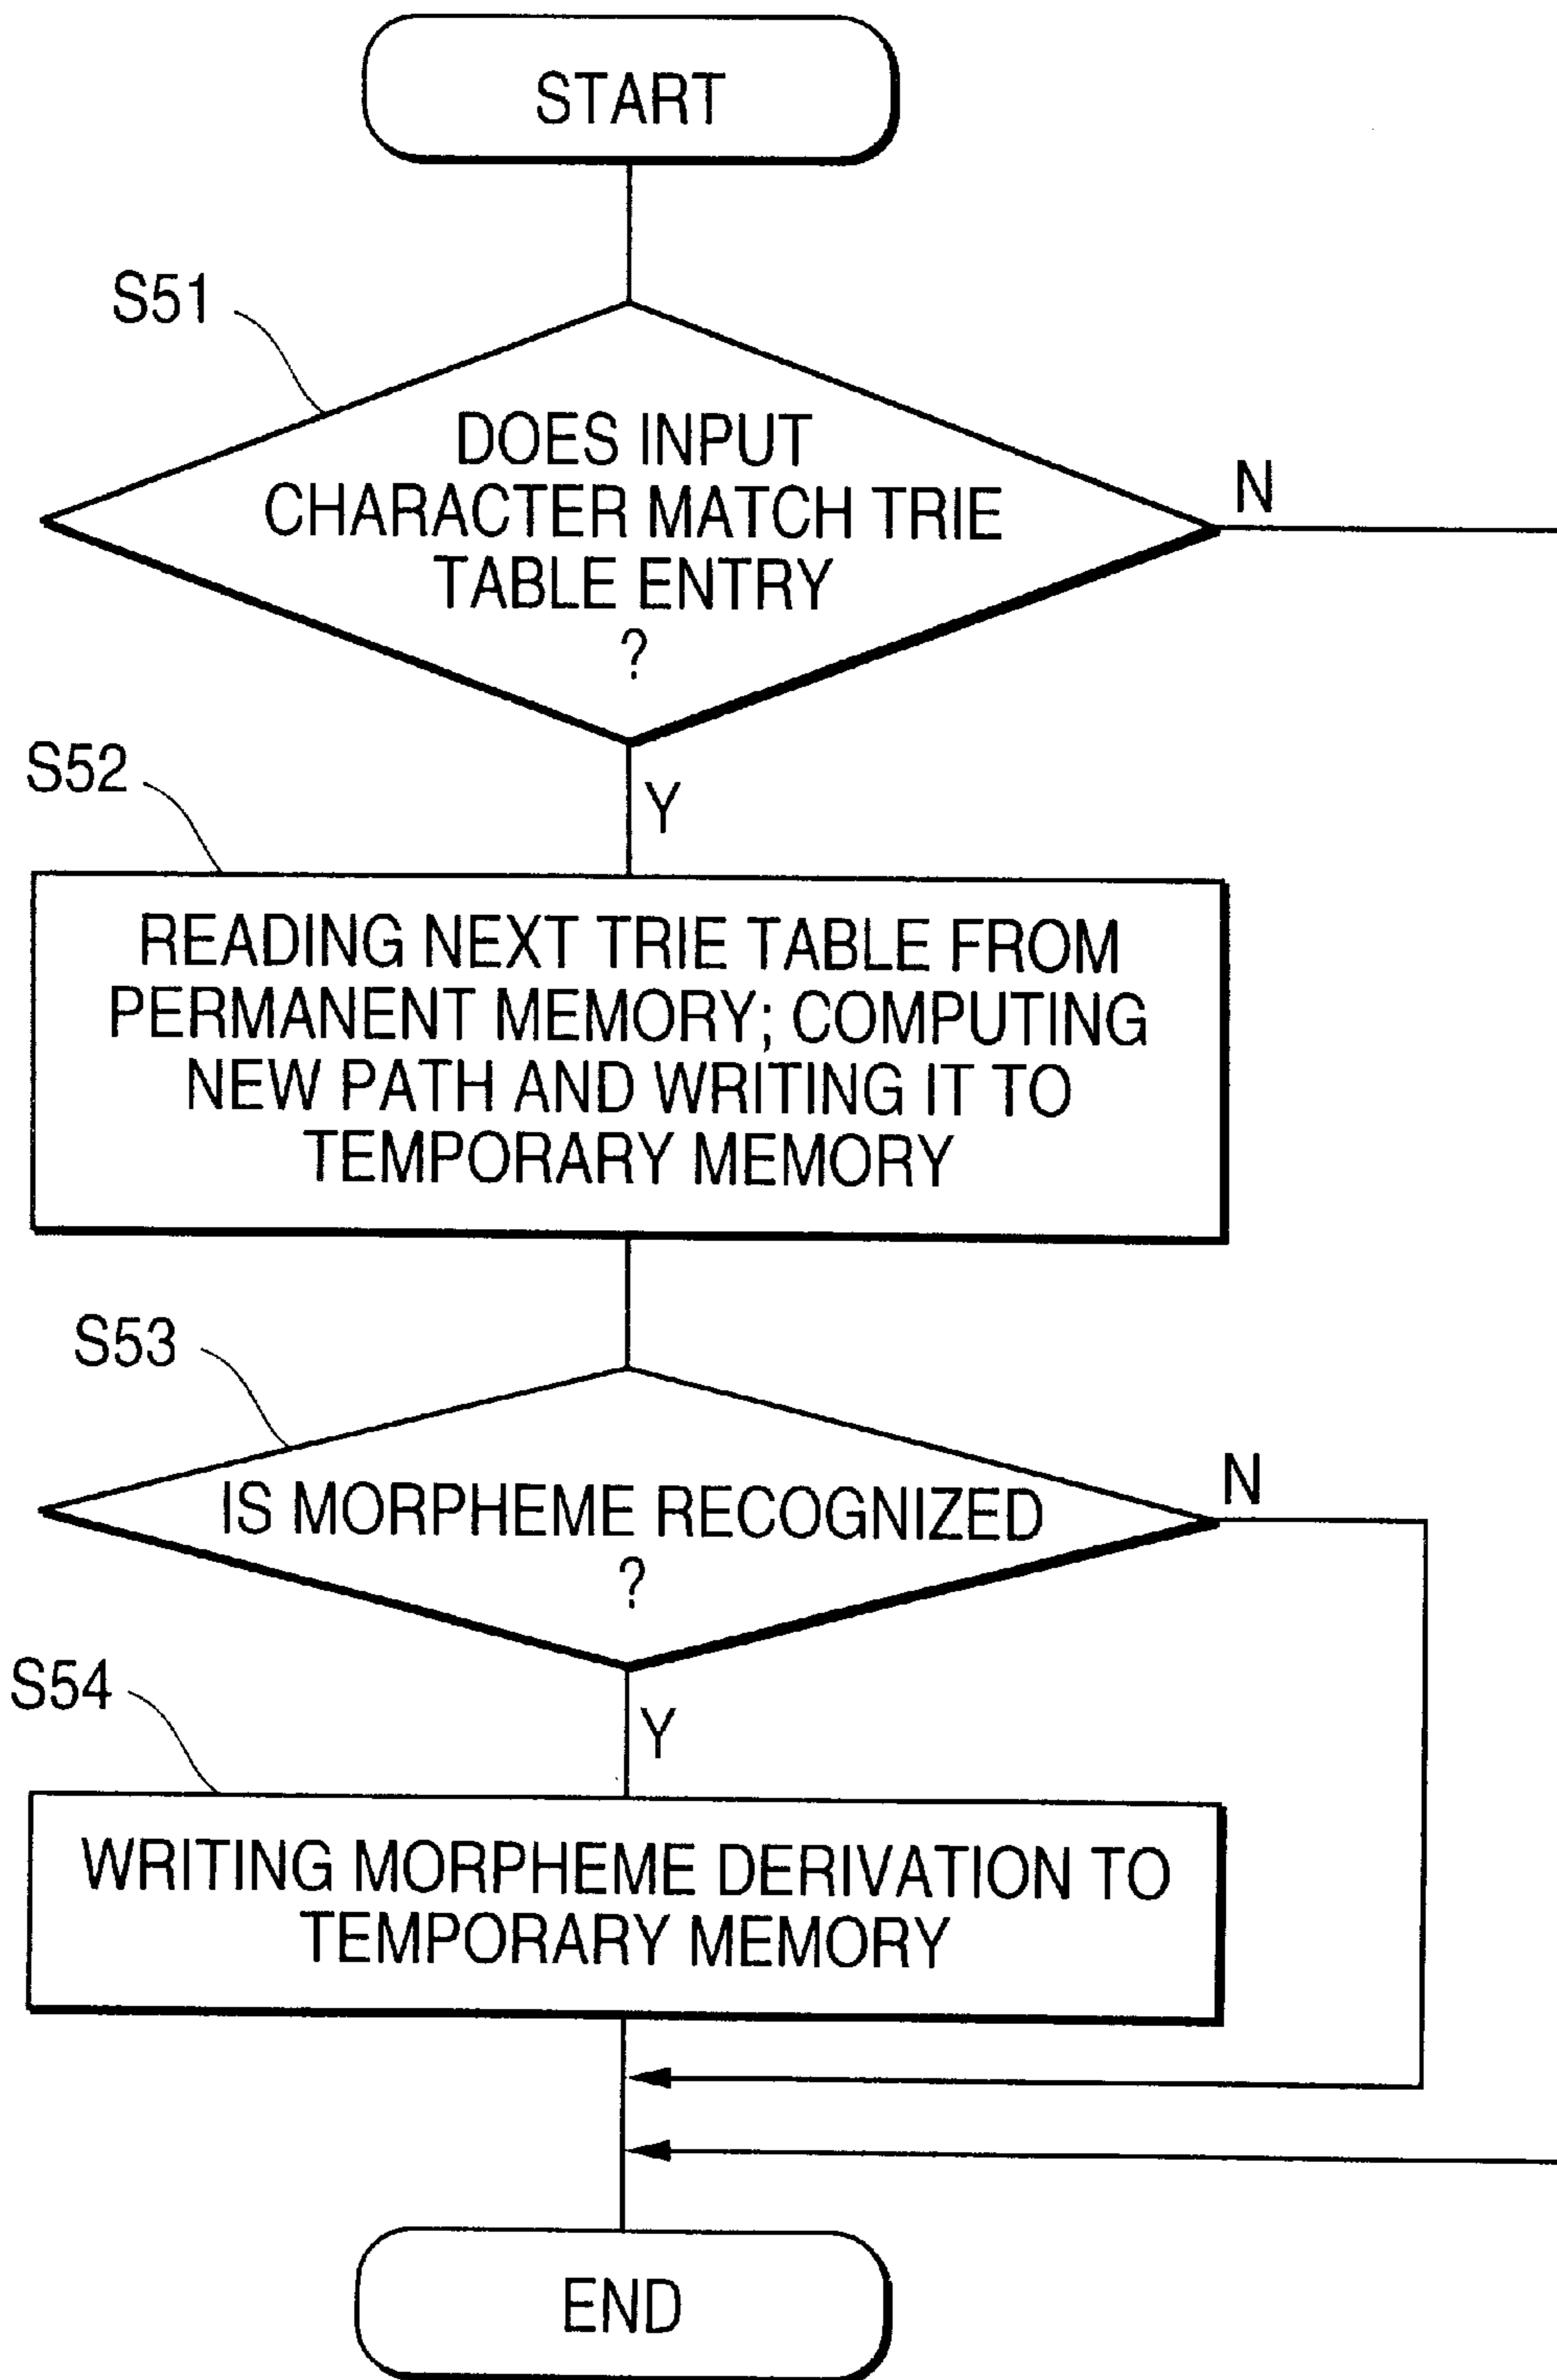 START
S51
DOES INPUT
CHARACTER MATCH TRIE
TABLE ENTRY
?
N
Y
S52
READING NEXT TRIE TABLE FROM
PERMANENT MEMORY; COMPUTING
NEW PATH AND WRITING IT TO
TEMPORARY MEMORY
S53
IS MORPHEME RECOGNIZED
?
N
Y
S54
WRITING MORPHEME DERIVATION TO
TEMPORARY MEMORY
END